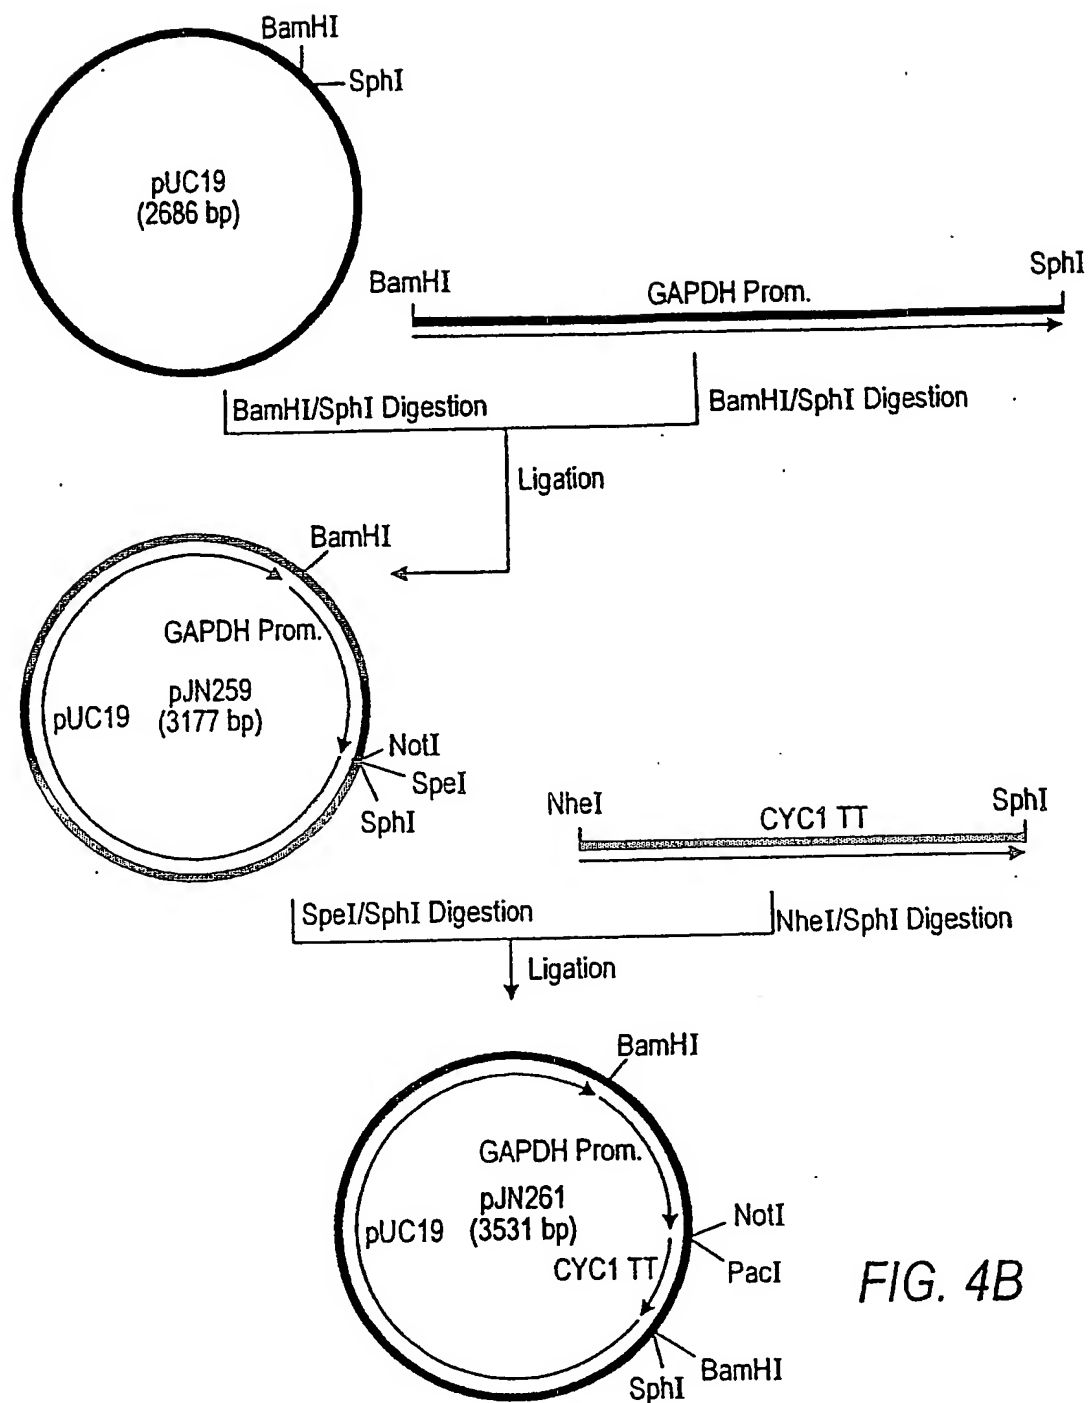 BamHI
SphI
pUC19
(2686 bp)
BamHI
GAPDH Prom.
SphI
BamHI/SphI Digestion
BamHI/SphI Digestion
Ligation
BamHI
GAPDH Prom.
pUC19
pJN259
(3177 bp)
NotI
SpeI
SphI
NheI
CYC1 TT
SphI
SpeI/SphI Digestion
NheI/SphI Digestion
Ligation
BamHI
GAPDH Prom.
pUC19
pJN261
(3531 bp)
CYC1 TT
NotI
PacI
BamHI
SphI
FIG. 4B